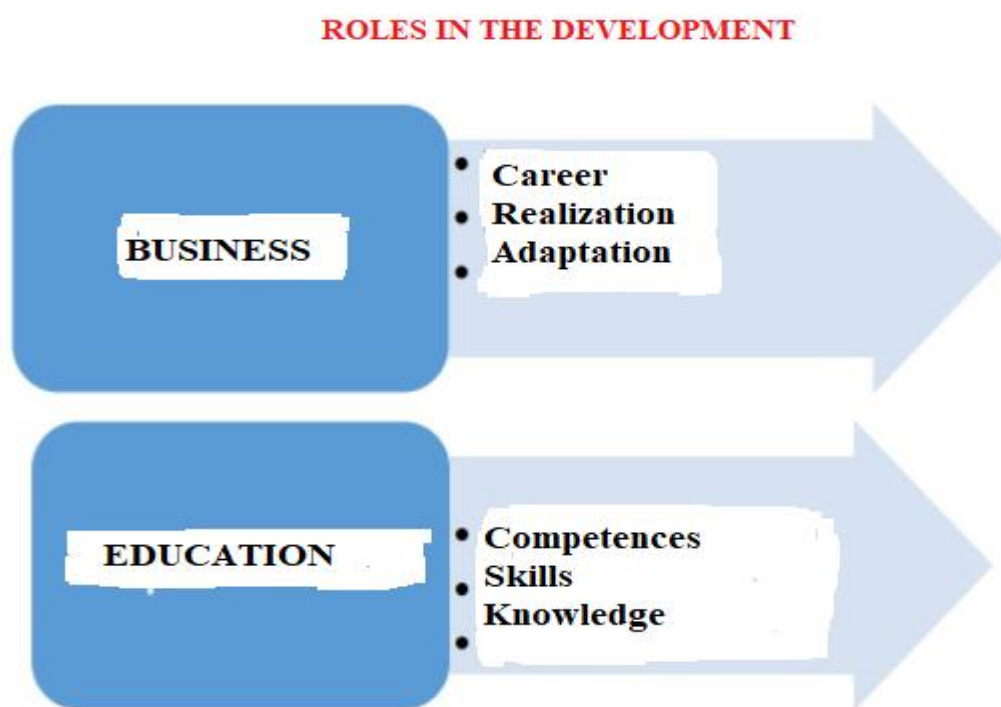 ROLES IN THE DEVELOPMENT
BUSINESS
• Career
• Realization
• Adaptation
EDUCATION
• Competences
• Skills
• Knowledge